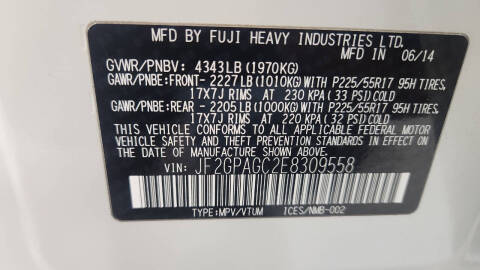 MFD BY FUJI HEAVY INDUSTRIES LTD.
MFD IN 06/14
GVWR/PNBV: 4343LB(1970KG)
GAWR/PNBE:FRONT- 2227LB(1010KG)WITH P225/55R17 95H TIRES,
17X7J RIMS AT 230 KPA (33 PSI)COLD
GAWR/PNBE:REAR - 2205LB(1000KG)WITH P225/55R17 95H TIRES,
17X7J RIMS AT 220 KPA(32 PSI)COLD
THIS VEHICLE CONFORMS TO ALL APPLICABLE FEDERAL MOTOR
VEHICLE SAFETY AND THEFT PREVENTION STANDARDS IN EFFECT
ON THE DATE OF MANUFACTURE SHOWN ABOVE.
VIN: JF2GPAGC2E8309558
TYPE:MPV/VTUM ICES/NMB-002